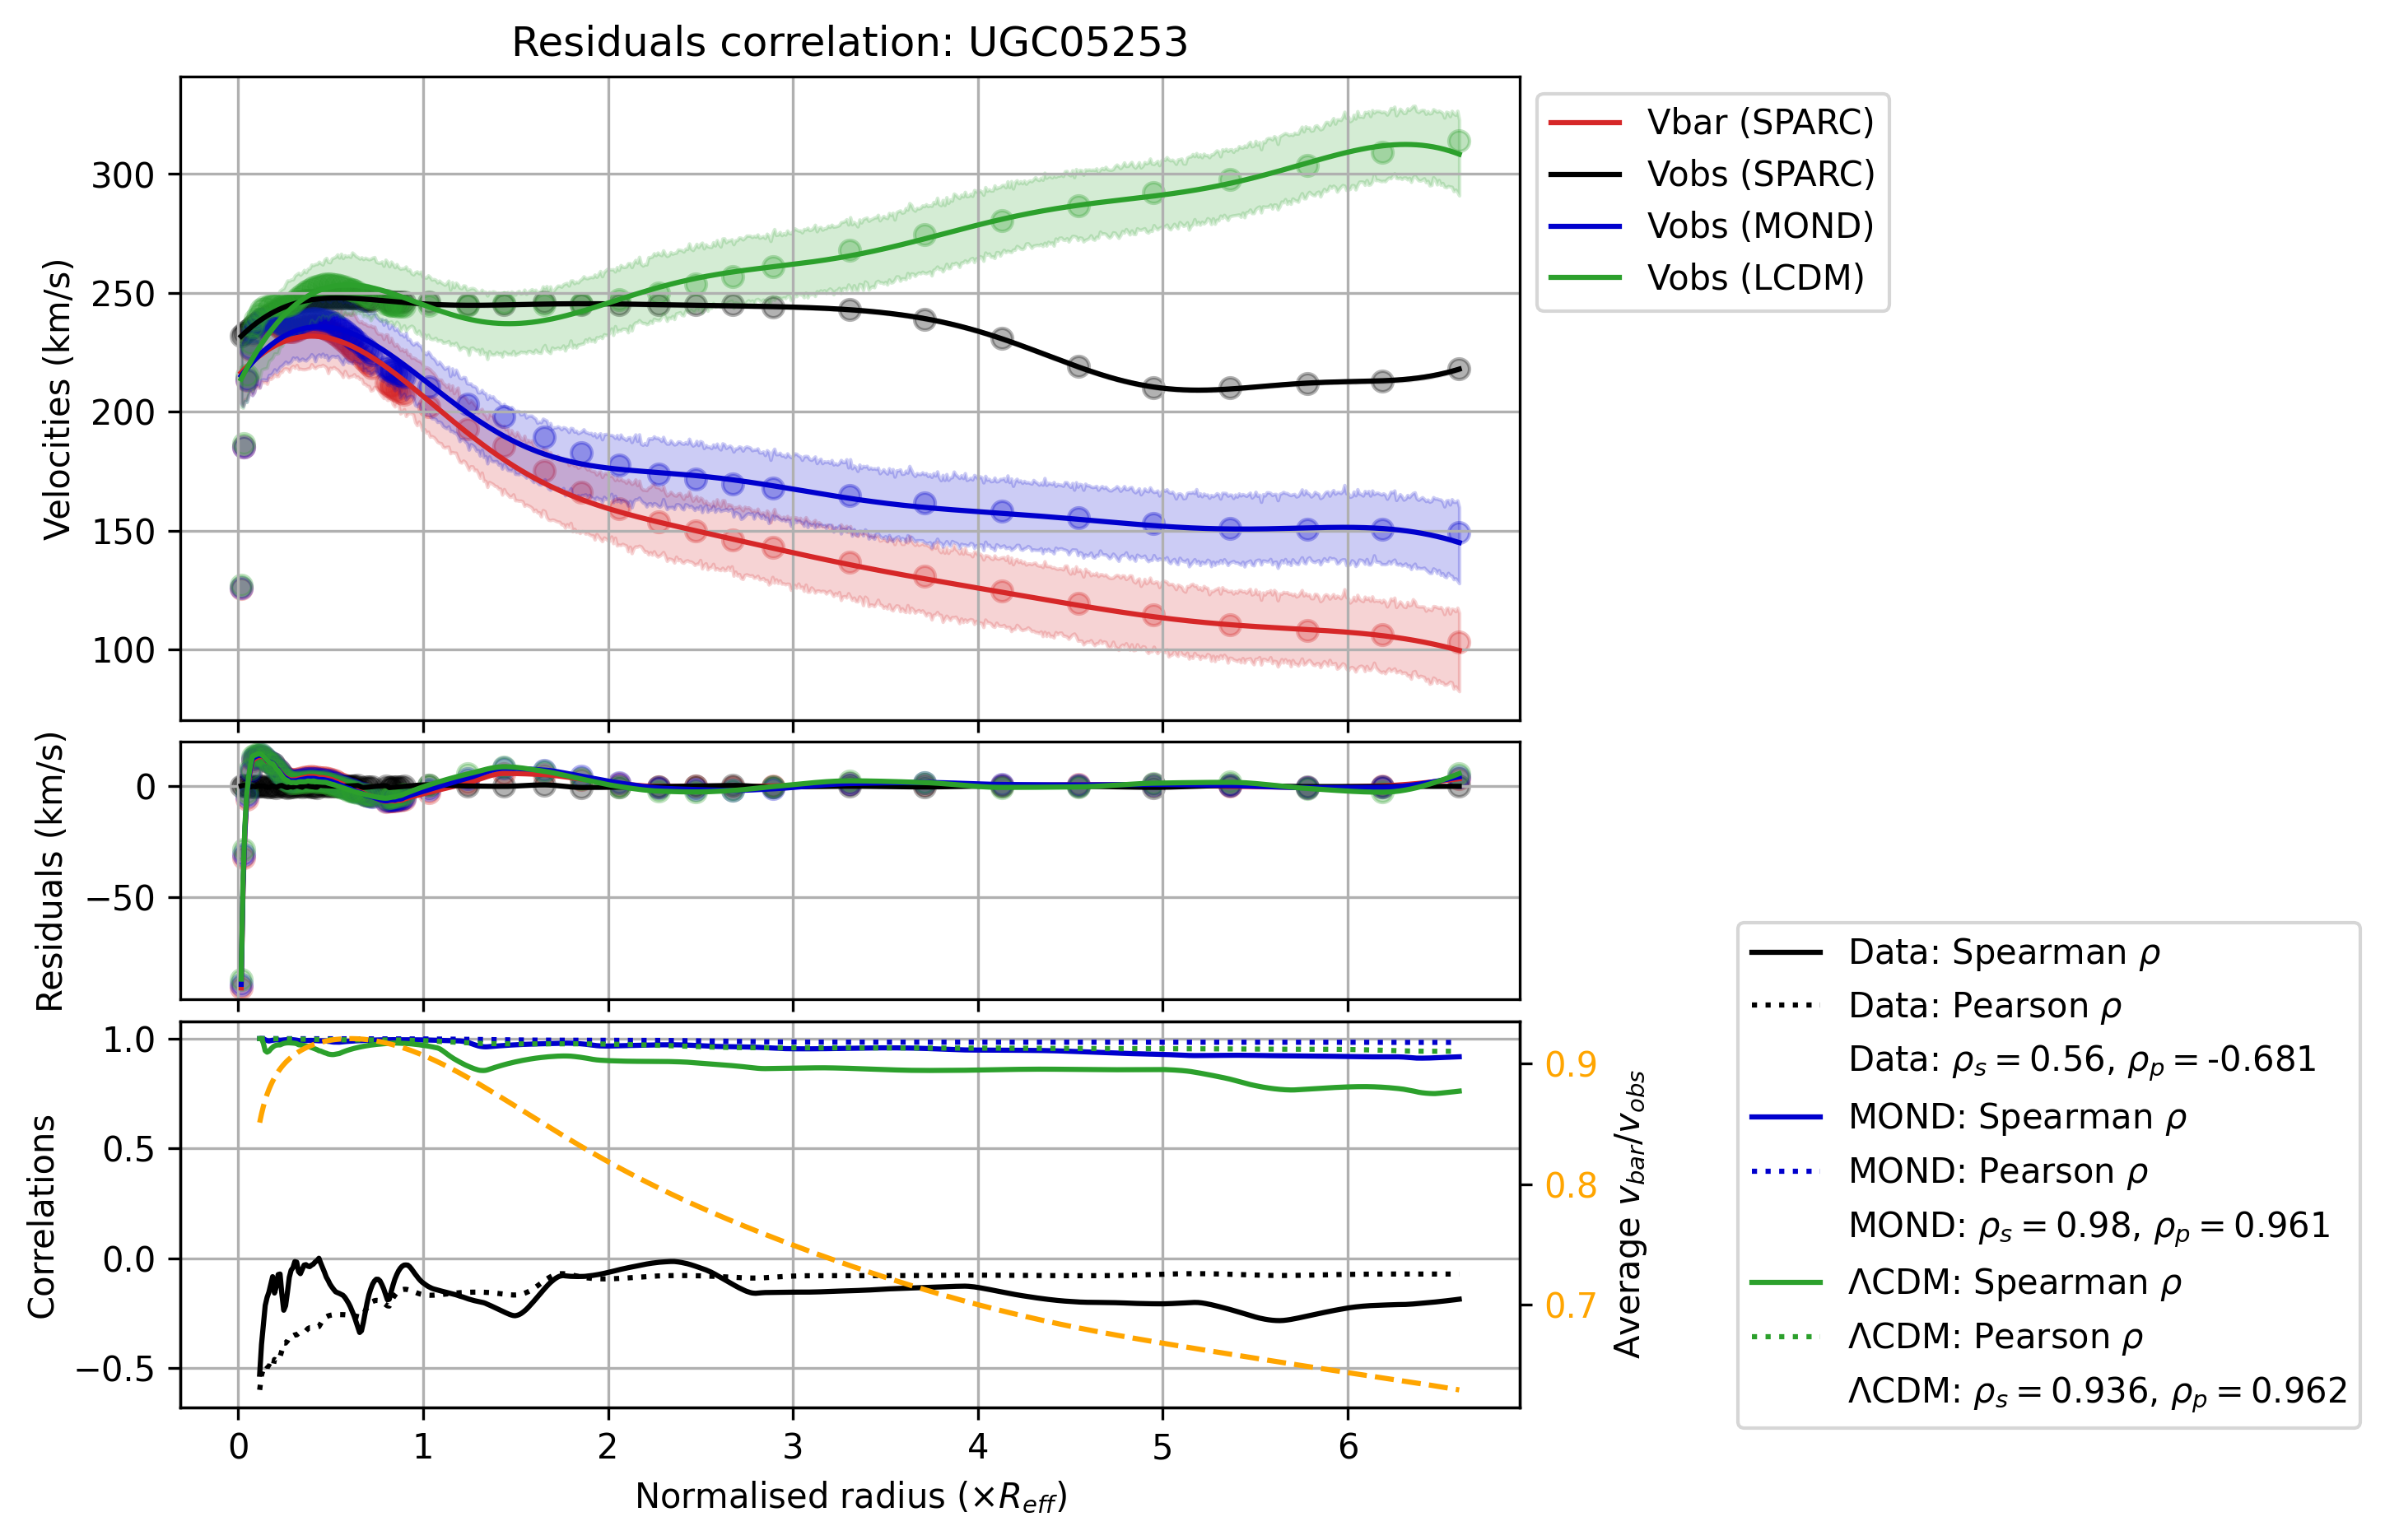 Residuals correlation: UGC05253
Velocities (km/s)
300
250
200
150
100
Vbar (SPARC)
Vobs (SPARC)
Vobs (MOND)
Vobs (LCDM)
Residuals (km/s)
0
−50
Correlations
1.0
0.5
0.0
−0.5
0.9
0.8
0.7
Average v_bar/v_obs
0 1 2 3 4 5 6
Normalised radius (×R_eff)
Data: Spearman ρ
Data: Pearson ρ
Data: ρ_s = 0.56, ρ_p = -0.681
MOND: Spearman ρ
MOND: Pearson ρ
MOND: ρ_s = 0.98, ρ_p = 0.961
ΛCDM: Spearman ρ
ΛCDM: Pearson ρ
ΛCDM: ρ_s = 0.936, ρ_p = 0.962